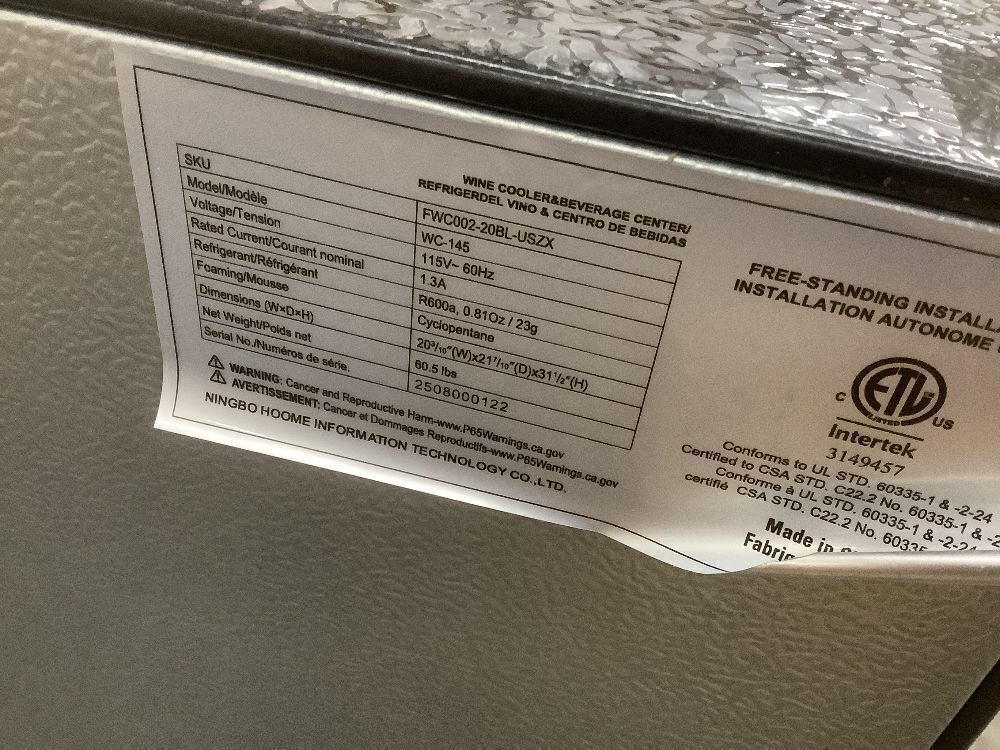 WINE COOLER&BEVERAGE CENTER/
REFRIGERDEL VINO & CENTRO DE BEBIDAS
SKU FWC002-20BL-USZX
Model/Modèle WC-145
Voltage/Tension 115V~ 60Hz
Rated Current/Courant nominal 1.3A
Refrigerant/Réfrigérant R600a, 0.81Oz / 23g
Foaming/Mousse Cyclopentane
Dimensions (W×D×H) 20³/₁₀"(W)x21⁷/₁₀"(D)x31¹/₂"(H)
Net Weight/Poids net 60.5 lbs
Serial No./Numéros de série. 2508000122
⚠ WARNING: Cancer and Reproductive Harm-www.P65Warnings.ca.gov
⚠ AVERTISSEMENT: Cancer et Dommages Reproductifs-www.P65Warnings.ca.gov
NINGBO HOOME INFORMATION TECHNOLOGY CO.,LTD.
FREE-STANDING
INSTALLATION AUTONOME
C ETL LISTED US
Intertek
3149457
Conforms to UL STD. 60335-1 & -2-24
Certified to CSA STD. C22.2 No. 60335-1 &
Conforme à UL STD. 60335-1 & -2-24
certifié CSA STD. C22.2 No.
Made in